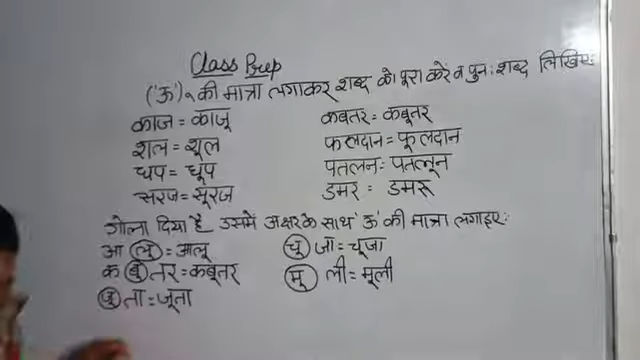 Class Prep
('ऊ') ू की मात्रा लगाकर शब्द को पूरा करें व पुनः शब्द लिखिए:
काज = काजू कबतर = कबूतर
शल = शूल फलदान = फूलदान
धप = धूप पतलन = पतलून
सरज = सूरज डमर = डमरू
गोला दिया है उसमें अक्षर के साथ 'ऊ' की मात्रा लगाइए:
आ लू = आलू चू जा = चूजा
क बू तर = कबूतर मू ली = मूली
जू ता = जूता